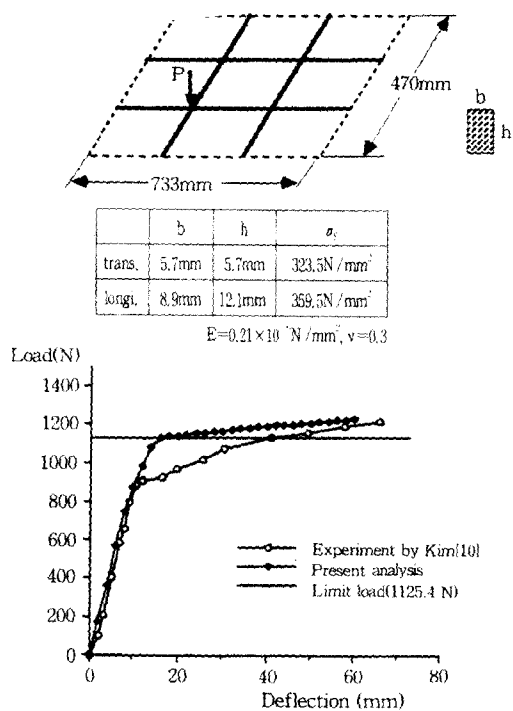 P
470mm
b
h
733mm
b h σy
trans. 5.7mm 5.7mm 323.5N/mm²
longi. 8.9mm 12.1mm 359.5N/mm²
ν=0.3
Load(N)
1400
1200
1000
800
600
400
200
0
Experiment by Kim[10]
Present analysis
Limit load(1125.4 N)
0 20 40 60 80
Deflection (mm)